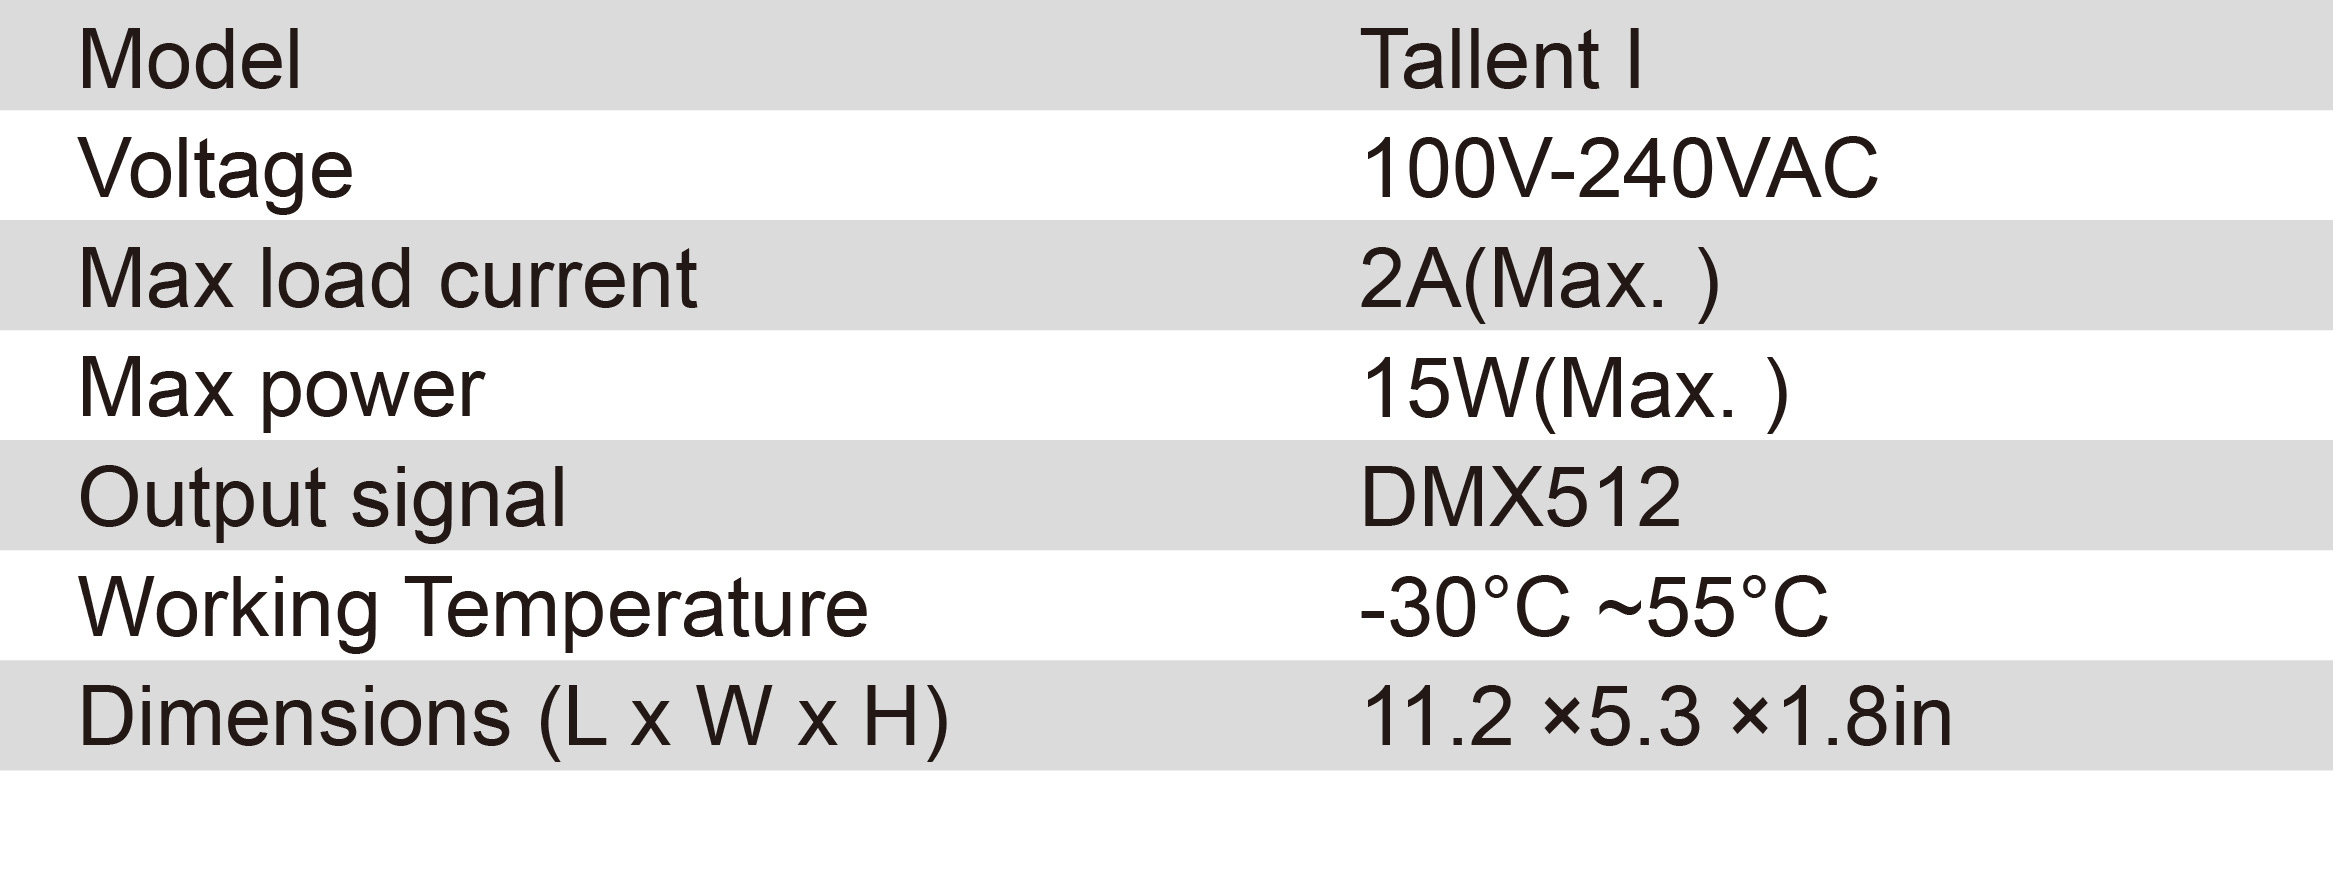 Model Tallent I
Voltage 100V-240VAC
Max load current 2A(Max. )
Max power 15W(Max. )
Output signal DMX512
Working Temperature -30°C ~55°C
Dimensions (L x W x H) 11.2 ×5.3 ×1.8in